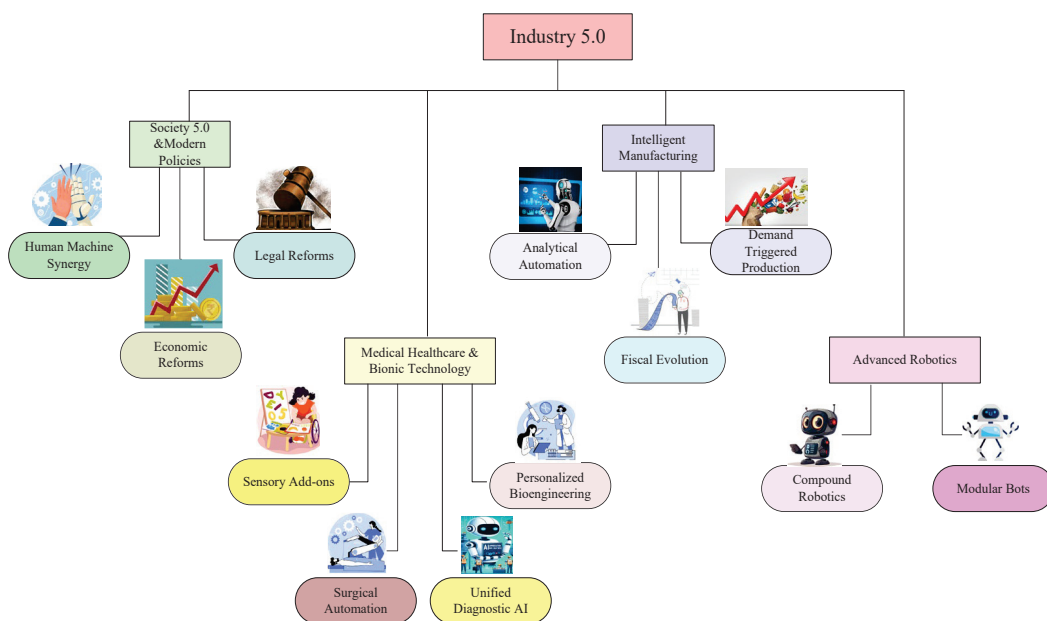 Industry 5.0
Society 5.0
&Modern
Policies
Intelligent
Manufacturing
Human Machine
Synergy
Legal Reforms
Analytical
Automation
Demand
Triggered
Production
Economic
Reforms
Medical Healthcare &
Bionic Technology
Fiscal Evolution
Advanced Robotics
Sensory Add-ons
Personalized
Bioengineering
Compound
Robotics
Modular Bots
Surgical
Automation
Unified
Diagnostic AI